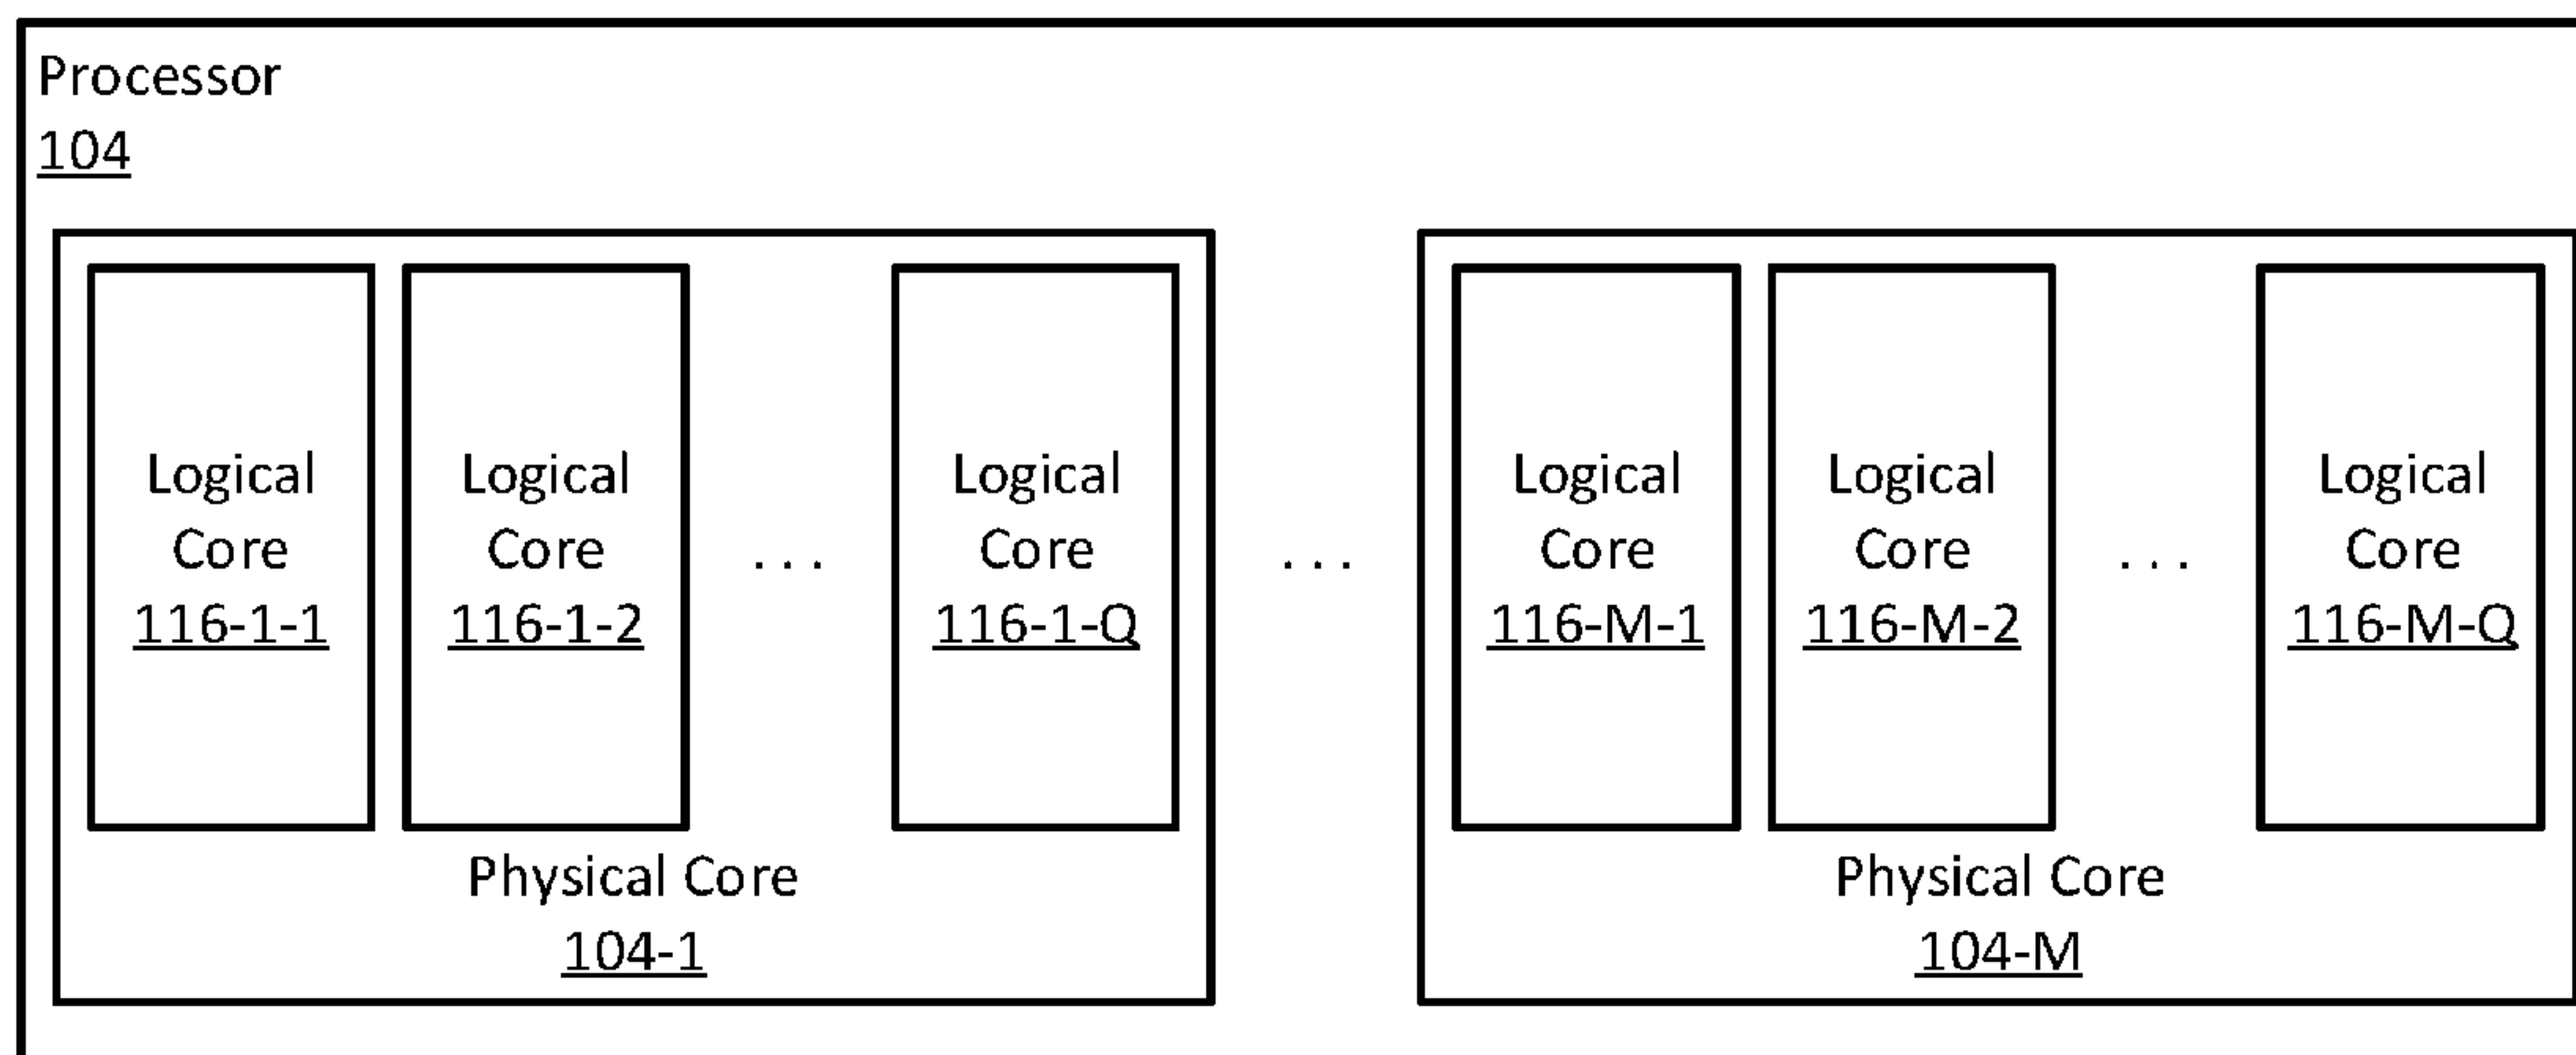 Processor
104
Logical
Core
116-1-1
Logical
Core
116-1-2
. . .
Logical
Core
116-1-Q
. . .
Logical
Core
116-M-1
Logical
Core
116-M-2
. . .
Logical
Core
116-M-Q
Physical Core
104-1
Physical Core
104-M